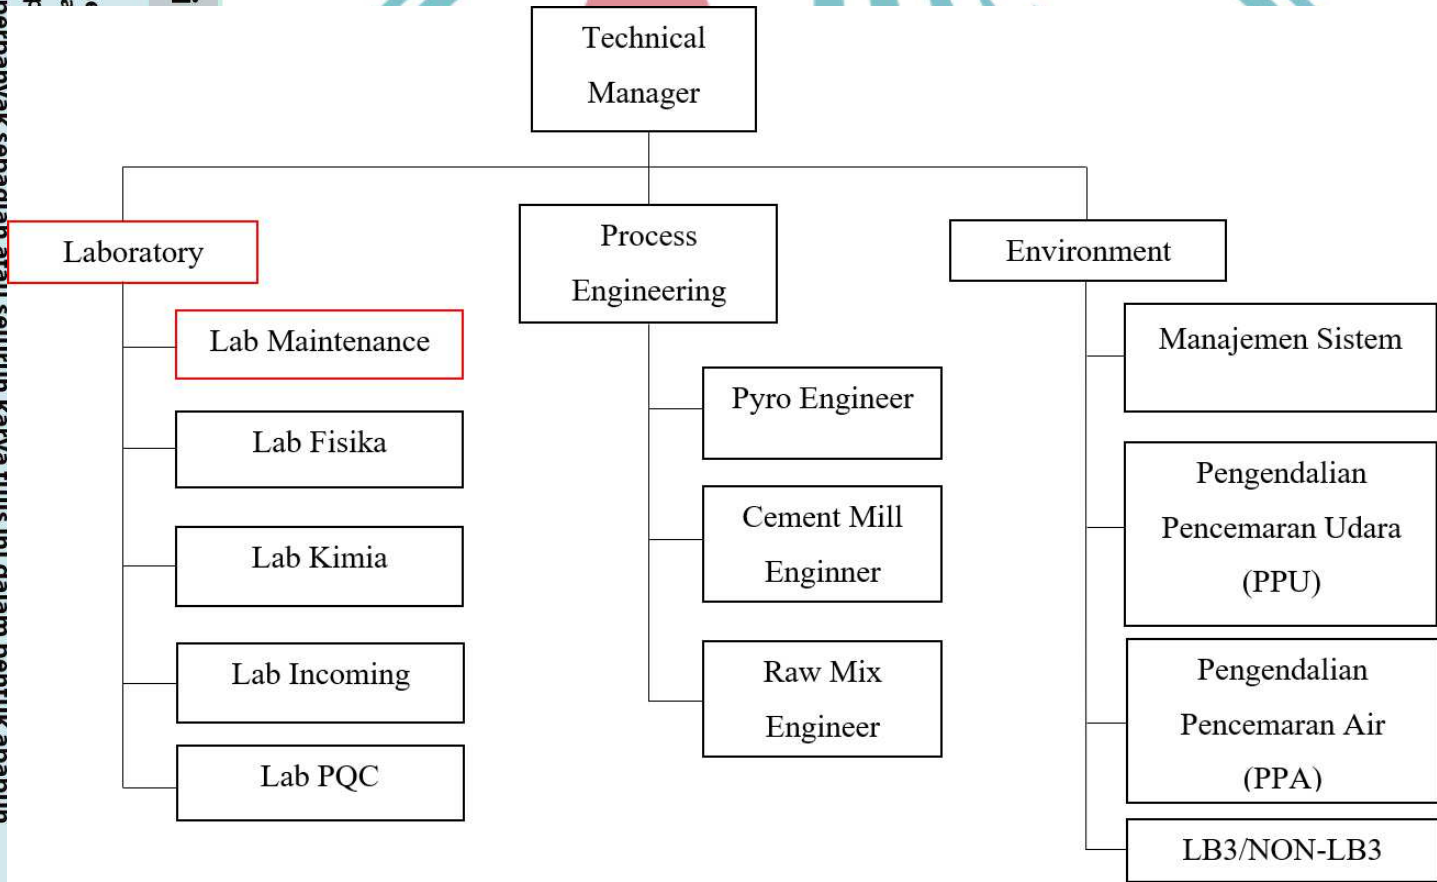 Technical
Manager
Laboratory
Lab Maintenance
Lab Fisika
Lab Kimia
Lab Incoming
Lab PQC
Process
Engineering
Pyro Engineer
Cement Mill
Enginner
Raw Mix
Engineer
Environment
Manajemen Sistem
Pengendalian
Pencemaran Udara
(PPU)
Pengendalian
Pencemaran Air
(PPA)
LB3/NON-LB3